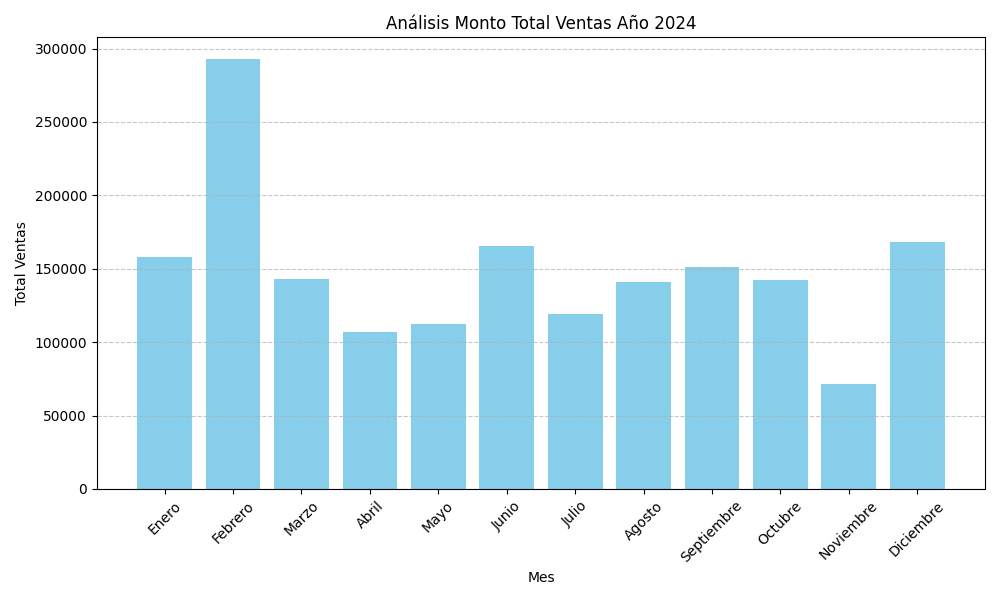 Análisis Monto Total Ventas Año 2024
Total Ventas
300000
250000
200000
150000
100000
50000
0
Enero
Febrero
Marzo
Abril
Mayo
Junio
Julio
Agosto
Septiembre
Octubre
Noviembre
Diciembre
Mes